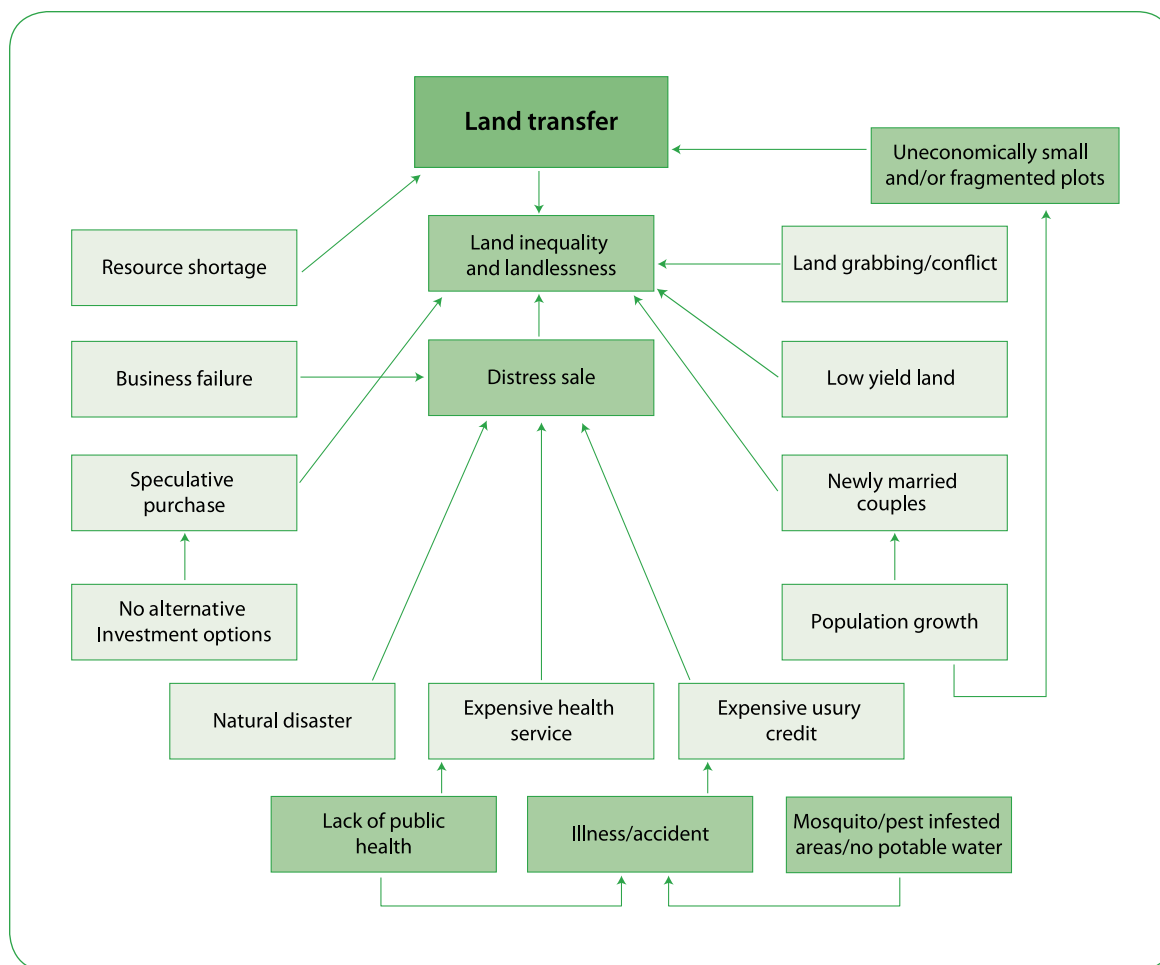 Land transfer
Uneconomically small
and/or fragmented plots
Resource shortage
Land inequality
and landlessness
Land grabbing/conflict
Business failure
Distress sale
Low yield land
Speculative
purchase
Newly married
couples
No alternative
Investment options
Population growth
Natural disaster
Expensive health
service
Expensive usury
credit
Lack of public
health
Illness/accident
Mosquito/pest infested
areas/no potable water